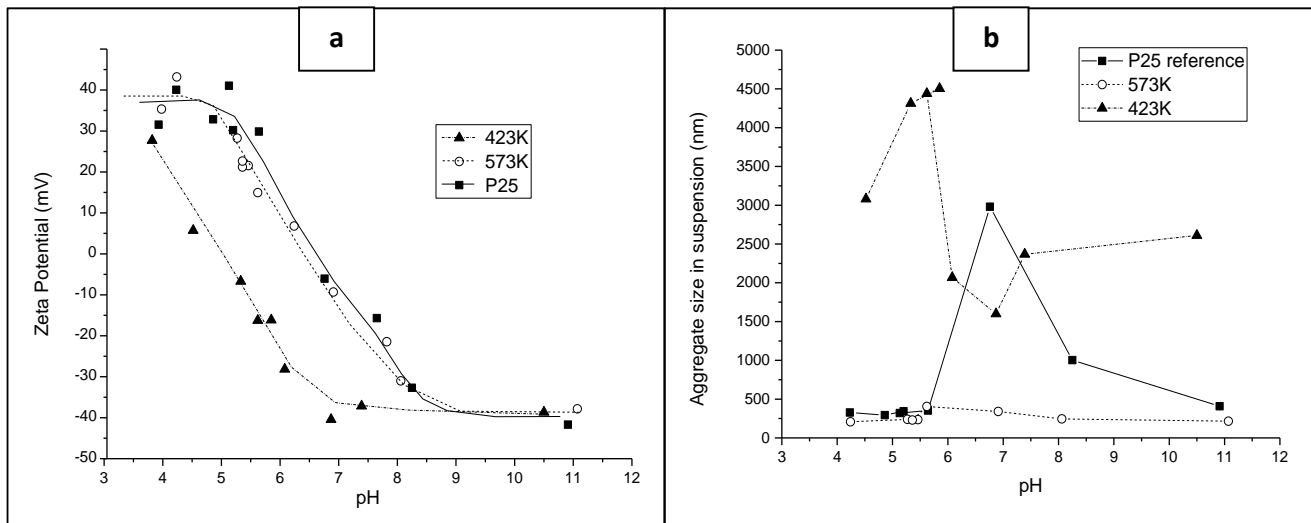 a
Zeta Potential (mV)
40
30
20
10
0
-10
-20
-30
-40
-50
423K
573K
P25
3 4 5 6 7 8 9 10 11 12
pH
b
Aggregate size in suspension (nm)
5000
4500
4000
3500
3000
2500
2000
1500
1000
500
0
P25 reference
573K
423K
3 4 5 6 7 8 9 10 11 12
pH